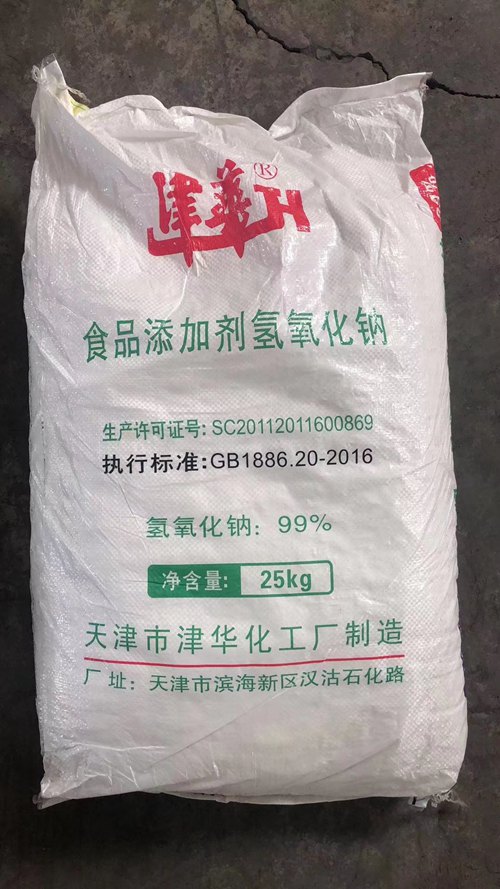 津华JH®
食品添加剂氢氧化钠
生产许可证号: SC20112011600869
执行标准:GB1886.20-2016
氢氧化钠: 99%
净含量: 25kg
天津市津华化工厂制造
厂址: 天津市滨海新区汉沽石化路